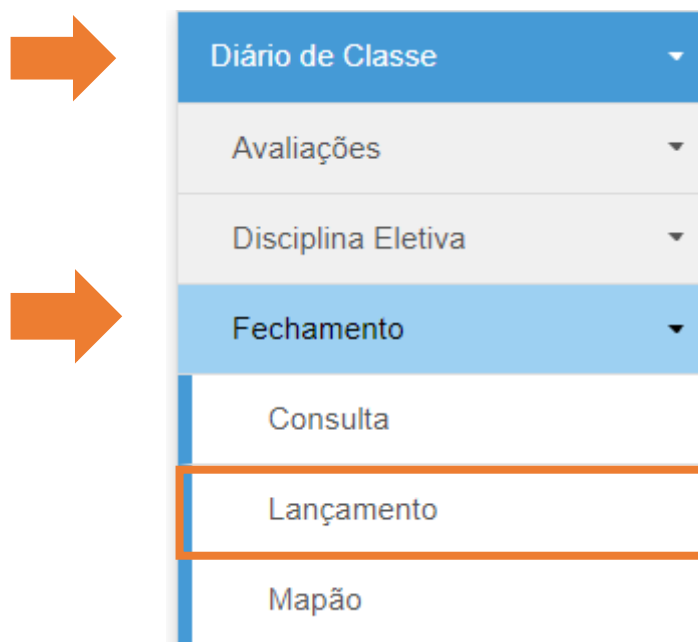 Diário de Classe
Avaliações
Disciplina Eletiva
Fechamento
Consulta
Lançamento
Mapão